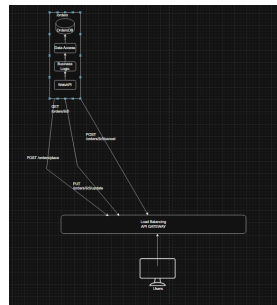 /orders
OrdersDB
Data Access
Business
Logic
WebAPI
GET
/orders/{id}
POST
/orders/{id}/cancel
POST /orders/place
PUT
/orders/{id}/update
Load Balancing
API GATEWAY
Users